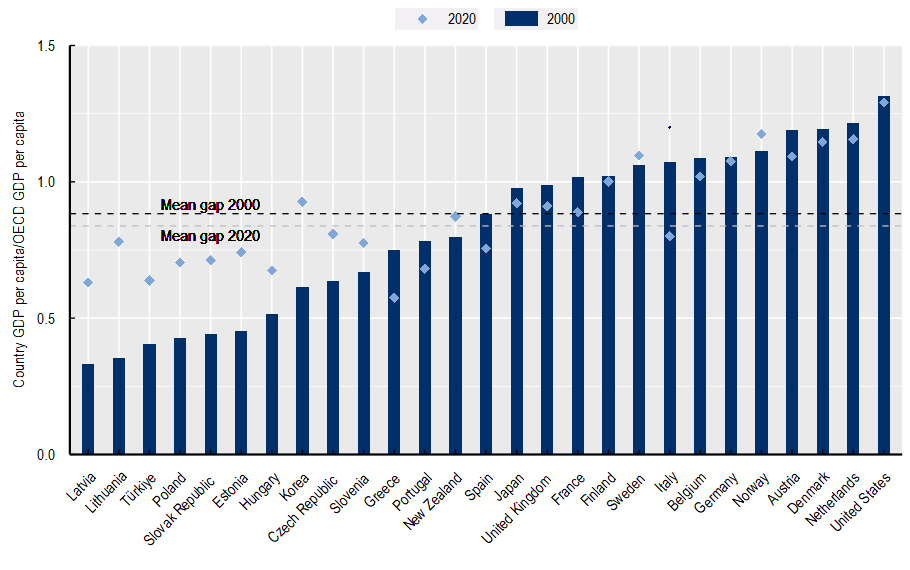 2020 2000
Country GDP per capita/OECD GDP per capita
1.5
1.0
0.5
0.0
Mean gap 2000
Mean gap 2020
Latvia
Lithuania
Türkiye
Poland
Slovak Republic
Estonia
Hungary
Korea
Czech Republic
Slovenia
Greece
Portugal
New Zealand
Spain
Japan
United Kingdom
France
Finland
Sweden
Italy
Belgium
Germany
Norway
Austria
Denmark
Netherlands
United States